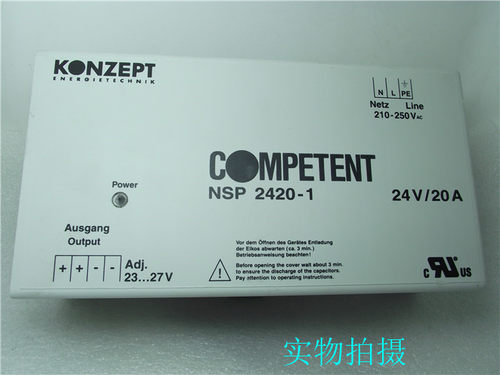 KONZEPT
ENERGIETECHNIK
N L PE
Netz Line
210-250V AC
COMPETENT
NSP 2420-1
24V/20A
Power
Ausgang
Output
+ + - -
Adj.
23...27V
Vor dem Öffnen des Gerätes Entladung
der Elkos abwarten (ca. 3 min.)
Betriebsanweisung beachten!
Before opening the cover wait about 3 min.
to ensure the discharge of the capacitors.
Pay attention to operating instructions.
C RU US
实物拍摄